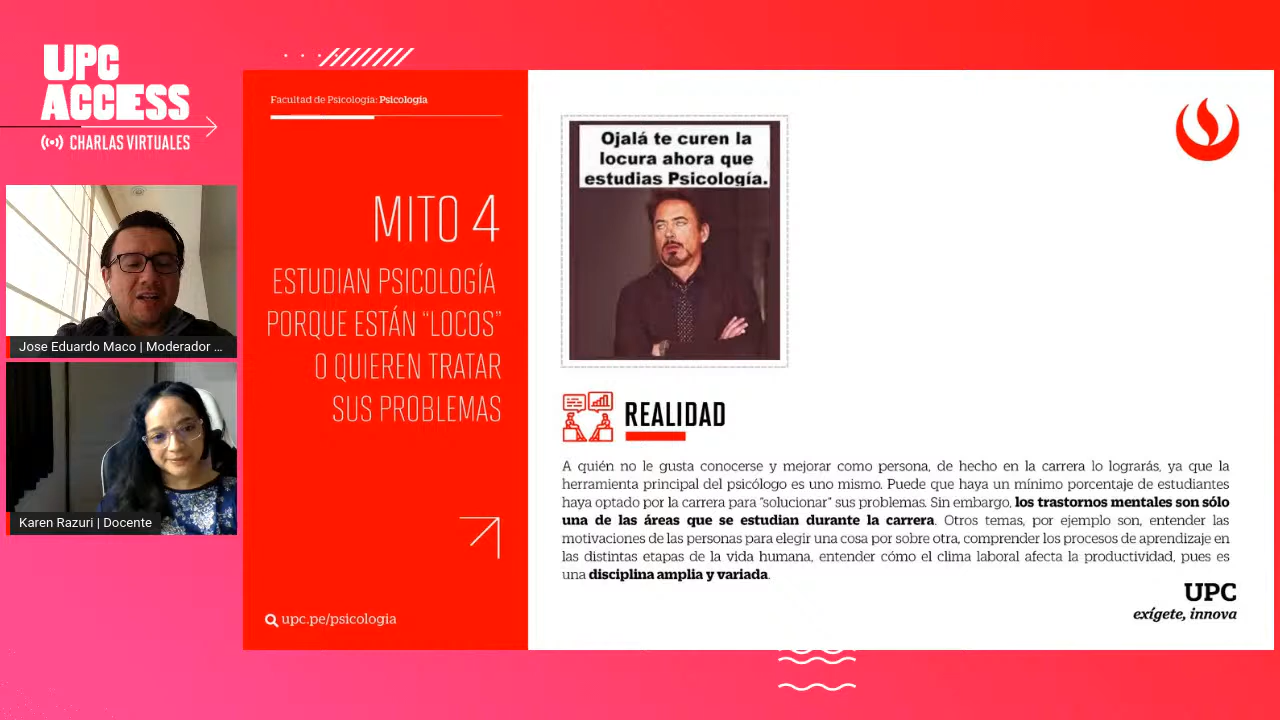 UPC
ACCESS
CHARLAS VIRTUALES
Jose Eduardo Maco | Moderador ...
Karen Razuri | Docente
Facultad de Psicología: Psicología
MITO 4
ESTUDIAN PSICOLOGÍA
PORQUE ESTÁN “LOCOS”
O QUIEREN TRATAR
SUS PROBLEMAS
upc.pe/psicologia
Ojalá te curen la
locura ahora que
estudias Psicología.
REALIDAD
A quién no le gusta conocerse y mejorar como persona, de hecho en la carrera lo lograrás, ya que la
herramienta principal del psicólogo es uno mismo. Puede que haya un mínimo porcentaje de estudiantes
haya optado por la carrera para "solucionar" sus problemas. Sin embargo, los trastornos mentales son sólo
una de las áreas que se estudian durante la carrera. Otros temas, por ejemplo son, entender las
motivaciones de las personas para elegir una cosa por sobre otra, comprender los procesos de aprendizaje en
las distintas etapas de la vida humana, entender cómo el clima laboral afecta la productividad, pues es
una disciplina amplia y variada.
UPC
exígete, innova